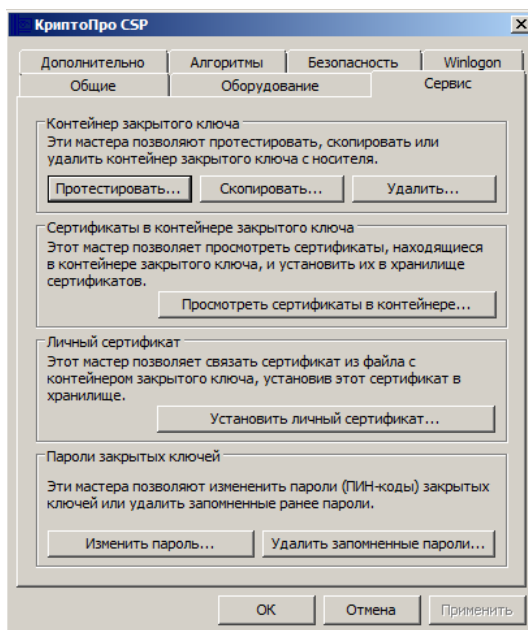 КриптоПро CSP
Дополнительно Алгоритмы Безопасность Winlogon
Общие Оборудование Сервис
Контейнер закрытого ключа
Эти мастера позволяют протестировать, скопировать или
удалить контейнер закрытого ключа с носителя.
Протестировать... Скопировать... Удалить...
Сертификаты в контейнере закрытого ключа
Этот мастер позволяет просмотреть сертификаты, находящиеся
в контейнере закрытого ключа, и установить их в хранилище
сертификатов.
Просмотреть сертификаты в контейнере...
Личный сертификат
Этот мастер позволяет связать сертификат из файла с
контейнером закрытого ключа, установив этот сертификат в
хранилище.
Установить личный сертификат...
Пароли закрытых ключей
Эти мастера позволяют измененить пароли (ПИН-коды) закрытых
ключей или удалить запомненные ранее пароли.
Изменить пароль... Удалить запомненные пароли...
ОК Отмена Применить